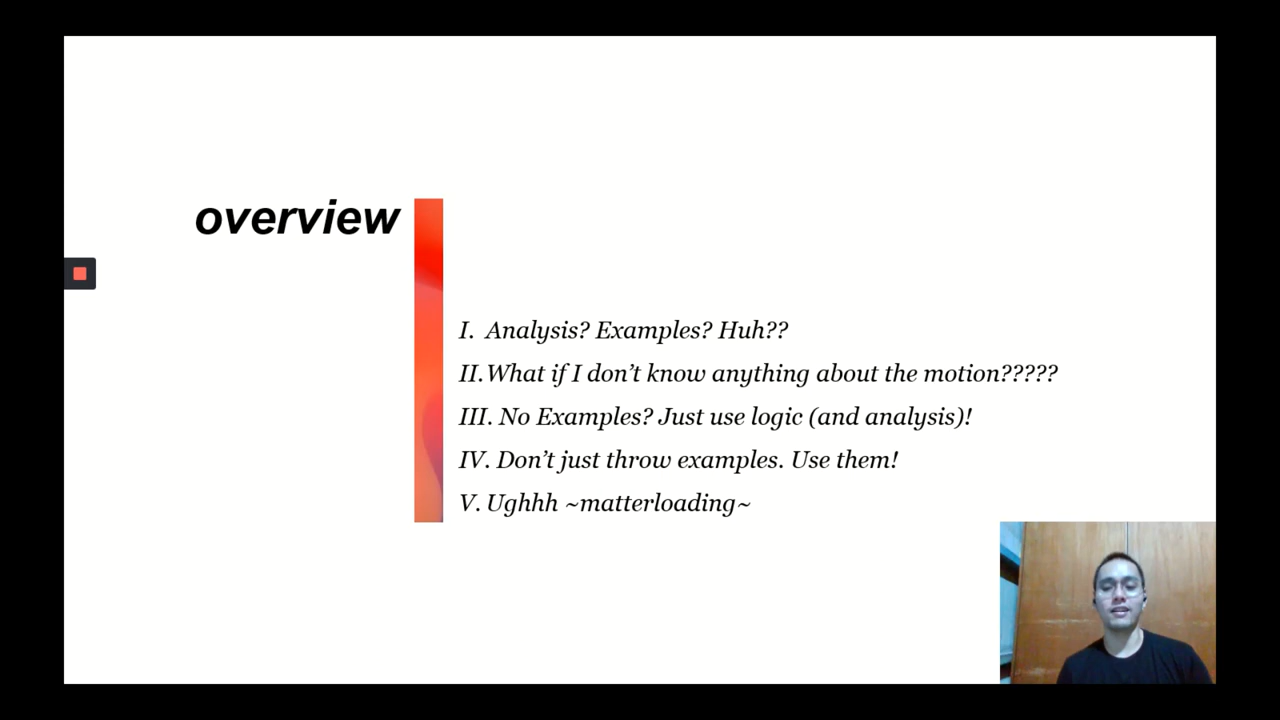 overview
I. Analysis? Examples? Huh??
II. What if I don't know anything about the motion?????
III. No Examples? Just use logic (and analysis)!
IV. Don't just throw examples. Use them!
V. Ughhh ~matterloading~